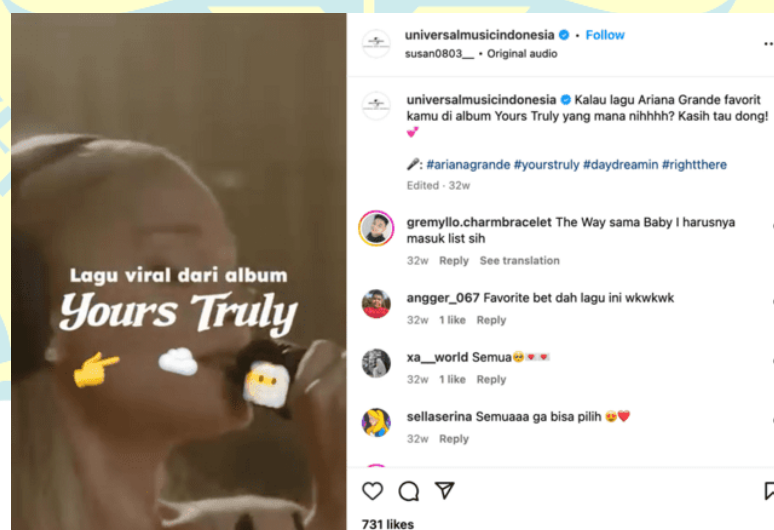 Lagu viral dari album
Yours Truly
universalmusicindonesia • Follow
susan0803__ • Original audio
universalmusicindonesia Kalau lagu Ariana Grande favorit
kamu di album Yours Truly yang mana nihhhh? Kasih tau dong!
💕
🎤: #arianagrande #yourstruly #daydreamin #rightthere
Edited · 32w
gremyllo.charmbracelet The Way sama Baby I harusnya
masuk list sih
32w Reply See translation
angger_067 Favorite bet dah lagu ini wkwkwk
32w 1 like Reply
xa__world Semua🥺💌💌
32w 1 like Reply
sellaserina Semuaaa ga bisa pilih 😍❤️
32w Reply
731 likes